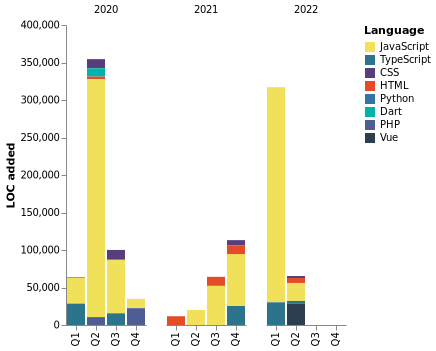 2020 2021 2022
LOC added
400,000
350,000
300,000
250,000
200,000
150,000
100,000
50,000
0
Q1 Q2 Q3 Q4 Q1 Q2 Q3 Q4 Q1 Q2 Q3 Q4
Language
JavaScript
TypeScript
CSS
HTML
Python
Dart
PHP
Vue